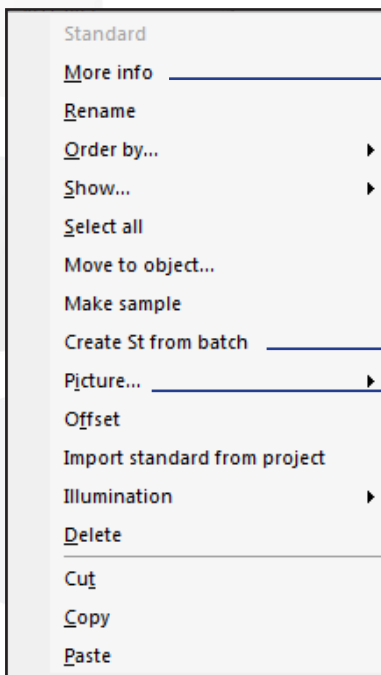 Standard
More info
Rename
Order by...
Show...
Select all
Move to object...
Make sample
Create St from batch
Picture...
Offset
Import standard from project
Illumination
Delete
Cut
Copy
Paste